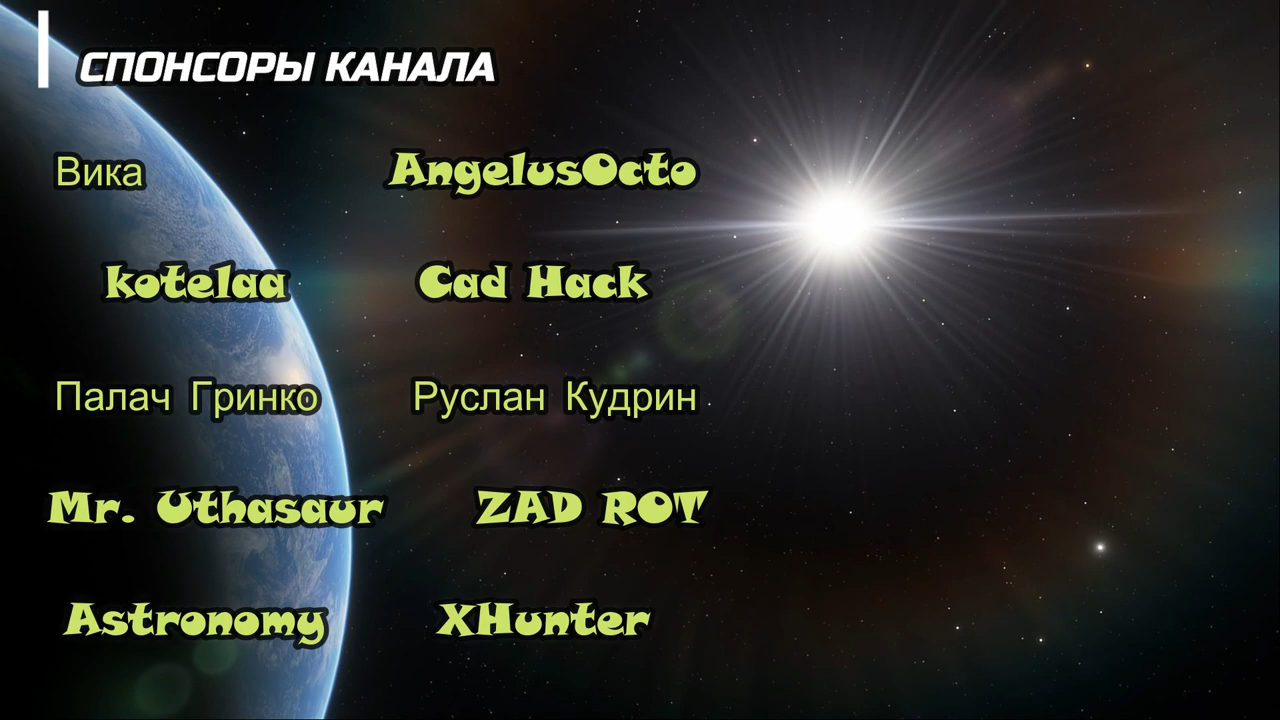 СПОНСОРЫ КАНАЛА
Вика AngelusOcto
kotelaa Cad Hack
Палач Гринко Руслан Кудрин
Mr. Uthasaur ZAD ROT
Astronomy XHunter